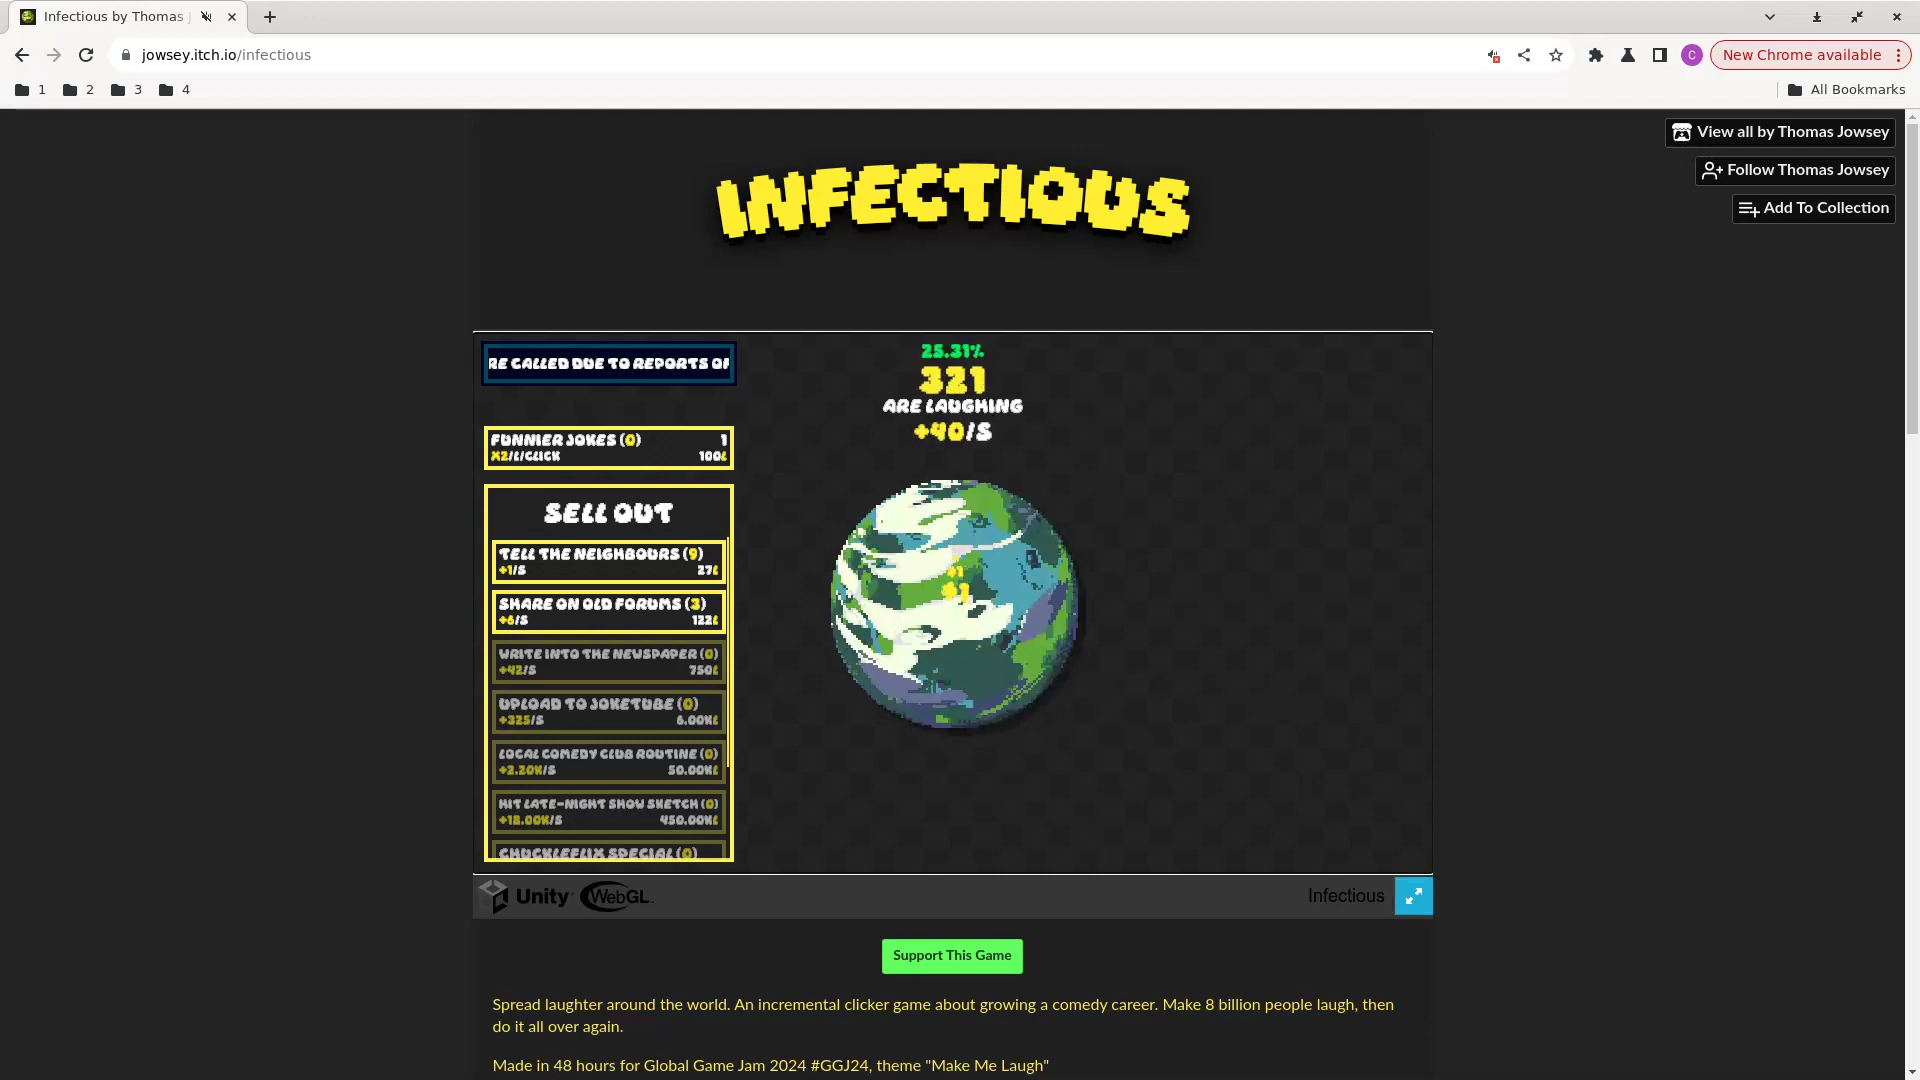 Infectious by Thomas J
jowsey.itch.io/infectious
C
New Chrome available
1
2
3
4
All Bookmarks
View all by Thomas Jowsey
Follow Thomas Jowsey
Add To Collection
INFECTIOUS
RE CALLED DUE TO REPORTS OF
25.31%
321
ARE LAUGHING
+40/S
FUNNIER JOKES (0) 1
X2/L/CLICK 100L
SELL OUT
TELL THE NEIGHBOURS (9)
+1/S 27L
SHARE ON OLD FORUMS (3)
+6/S 122L
WRITE INTO THE NEWSPAPER (0)
+42/S 750L
UPLOAD TO JOKETUBE (0)
+325/S 6.00KL
LOCAL COMEDY CLUB ROUTINE (0)
+2.20K/S 50.00KL
HIT LATE-NIGHT SHOW SKETCH (0)
+18.00K/S 450.00KL
CHUCKLEFLIX SPECIAL (0)
+1
+1
Unity WebGL
Infectious
Support This Game
Spread laughter around the world. An incremental clicker game about growing a comedy career. Make 8 billion people laugh, then
do it all over again.
Made in 48 hours for Global Game Jam 2024 #GGJ24, theme "Make Me Laugh"